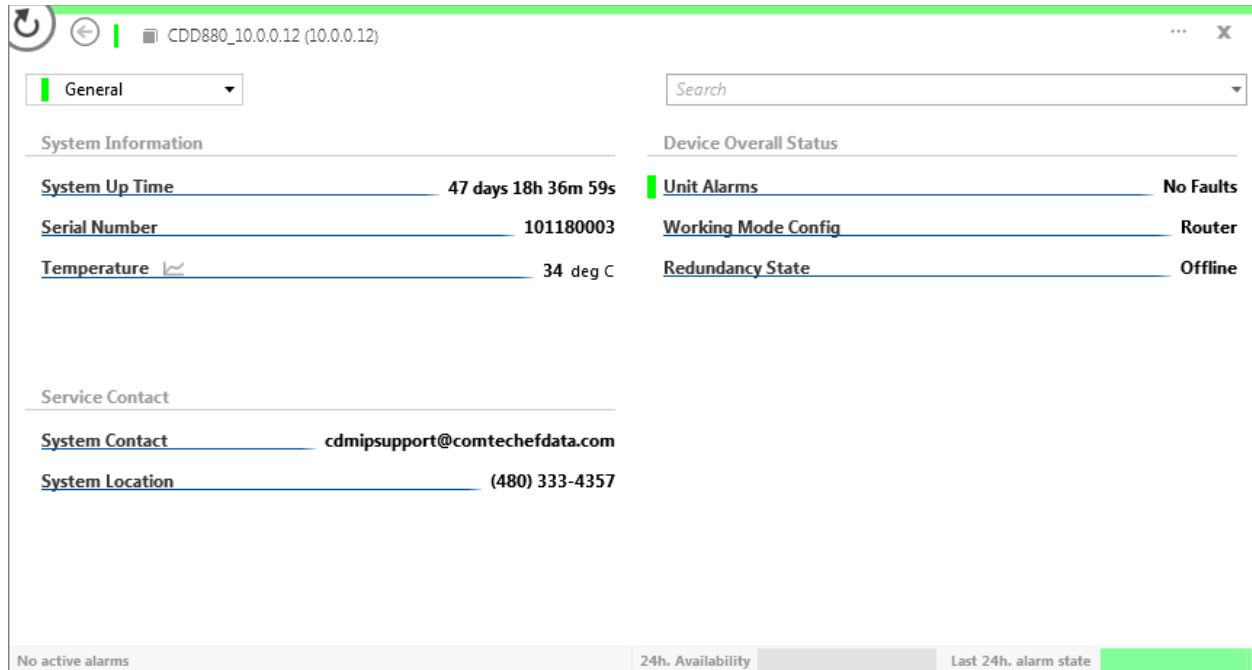 CDD880_10.0.0.12 (10.0.0.12)
... X
General
Search
System Information
System Up Time 47 days 18h 36m 59s
Serial Number 101180003
Temperature 34 deg C
Device Overall Status
Unit Alarms No Faults
Working Mode Config Router
Redundancy State Offline
Service Contact
System Contact cdmipsupport@comtechefdata.com
System Location (480) 333-4357
No active alarms
24h. Availability
Last 24h. alarm state